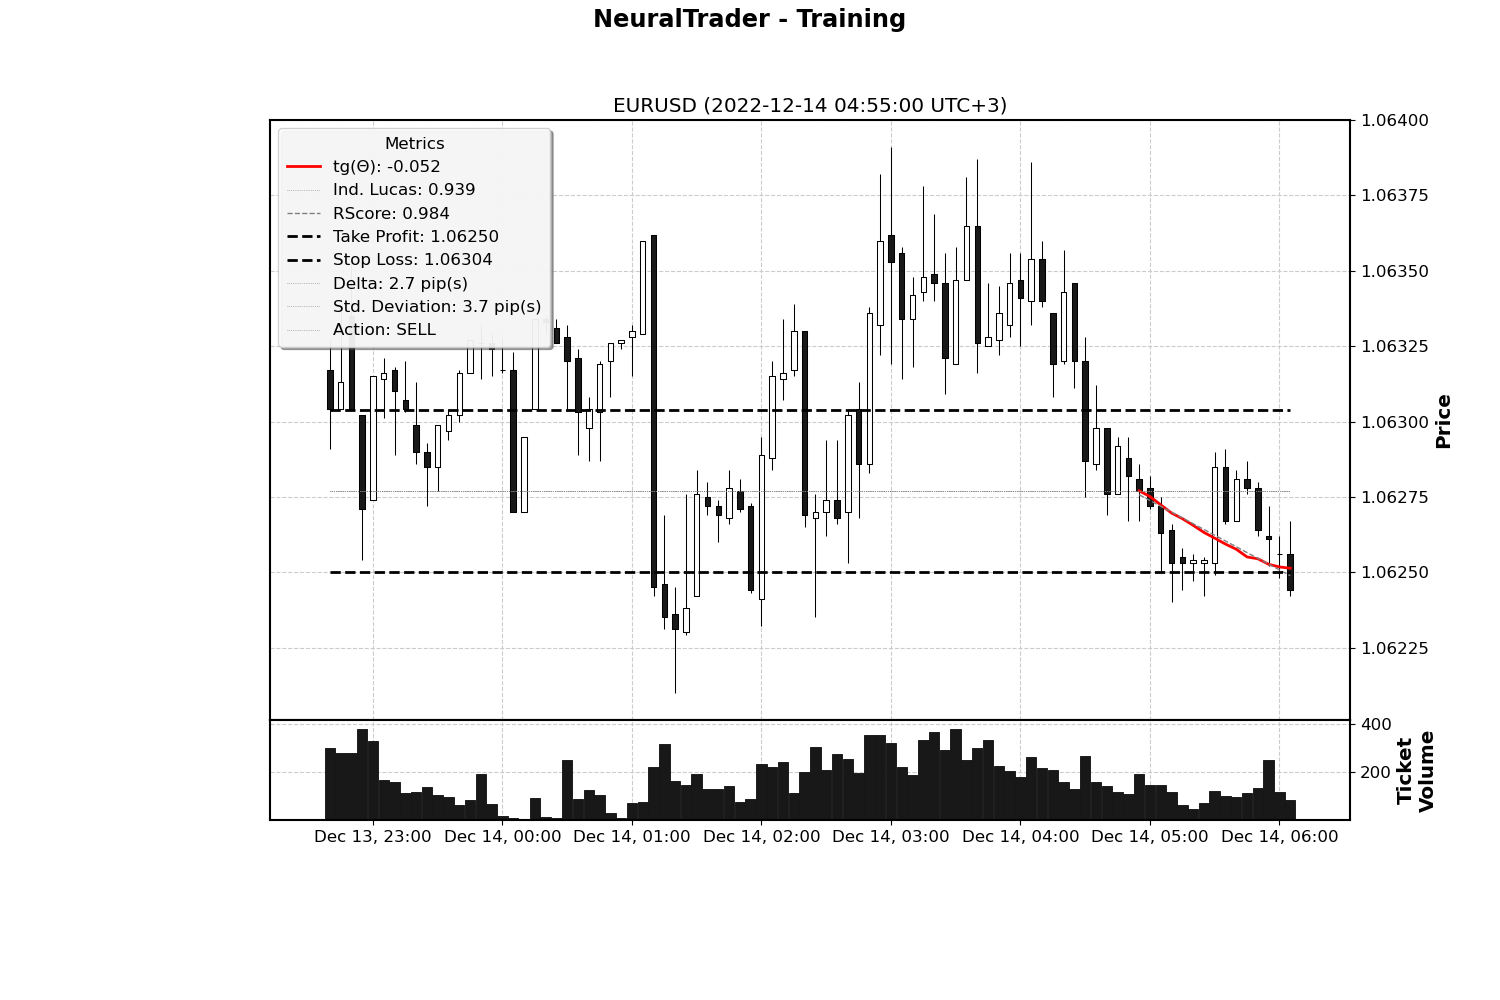 NeuralTrader - Training
EURUSD (2022-12-14 04:55:00 UTC+3)
Metrics
tg(Θ): -0.052
Ind. Lucas: 0.939
RScore: 0.984
Take Profit: 1.06250
Stop Loss: 1.06304
Delta: 2.7 pip(s)
Std. Deviation: 3.7 pip(s)
Action: SELL
1.06400
1.06375
1.06350
1.06325
1.06300
1.06275
1.06250
1.06225
Price
400
200
Ticket
Volume
Dec 13, 23:00
Dec 14, 00:00
Dec 14, 01:00
Dec 14, 02:00
Dec 14, 03:00
Dec 14, 04:00
Dec 14, 05:00
Dec 14, 06:00